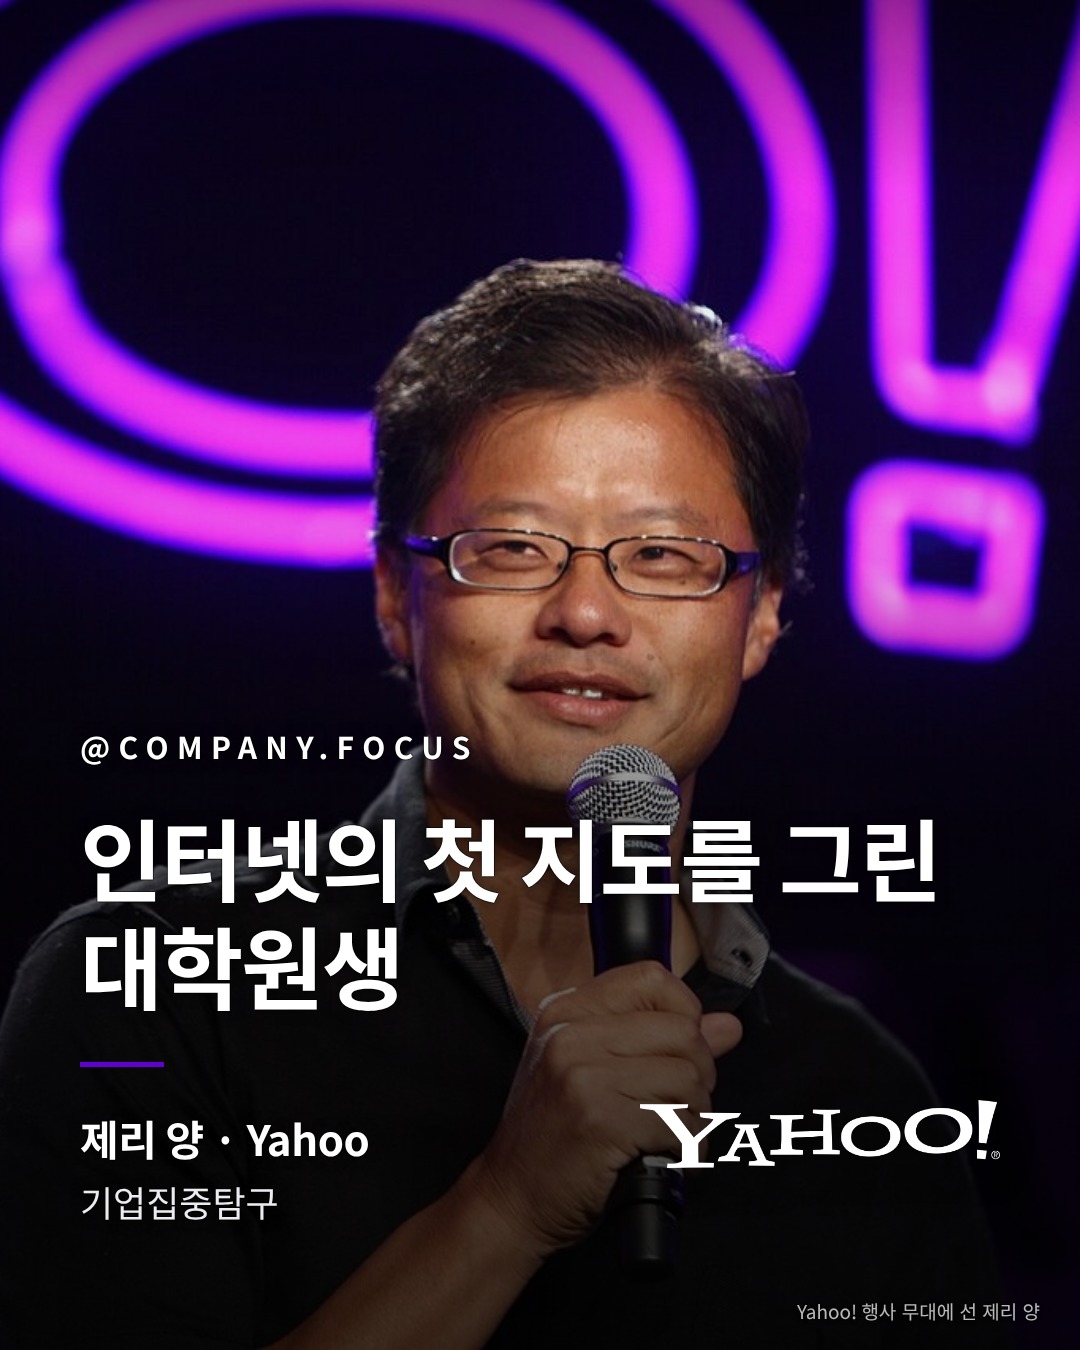 O!
@COMPANY.FOCUS
인터넷의 첫 지도를 그린
대학원생
제리 양 · Yahoo
YAHOO!®
기업집중탐구
Yahoo! 행사 무대에 선 제리 양